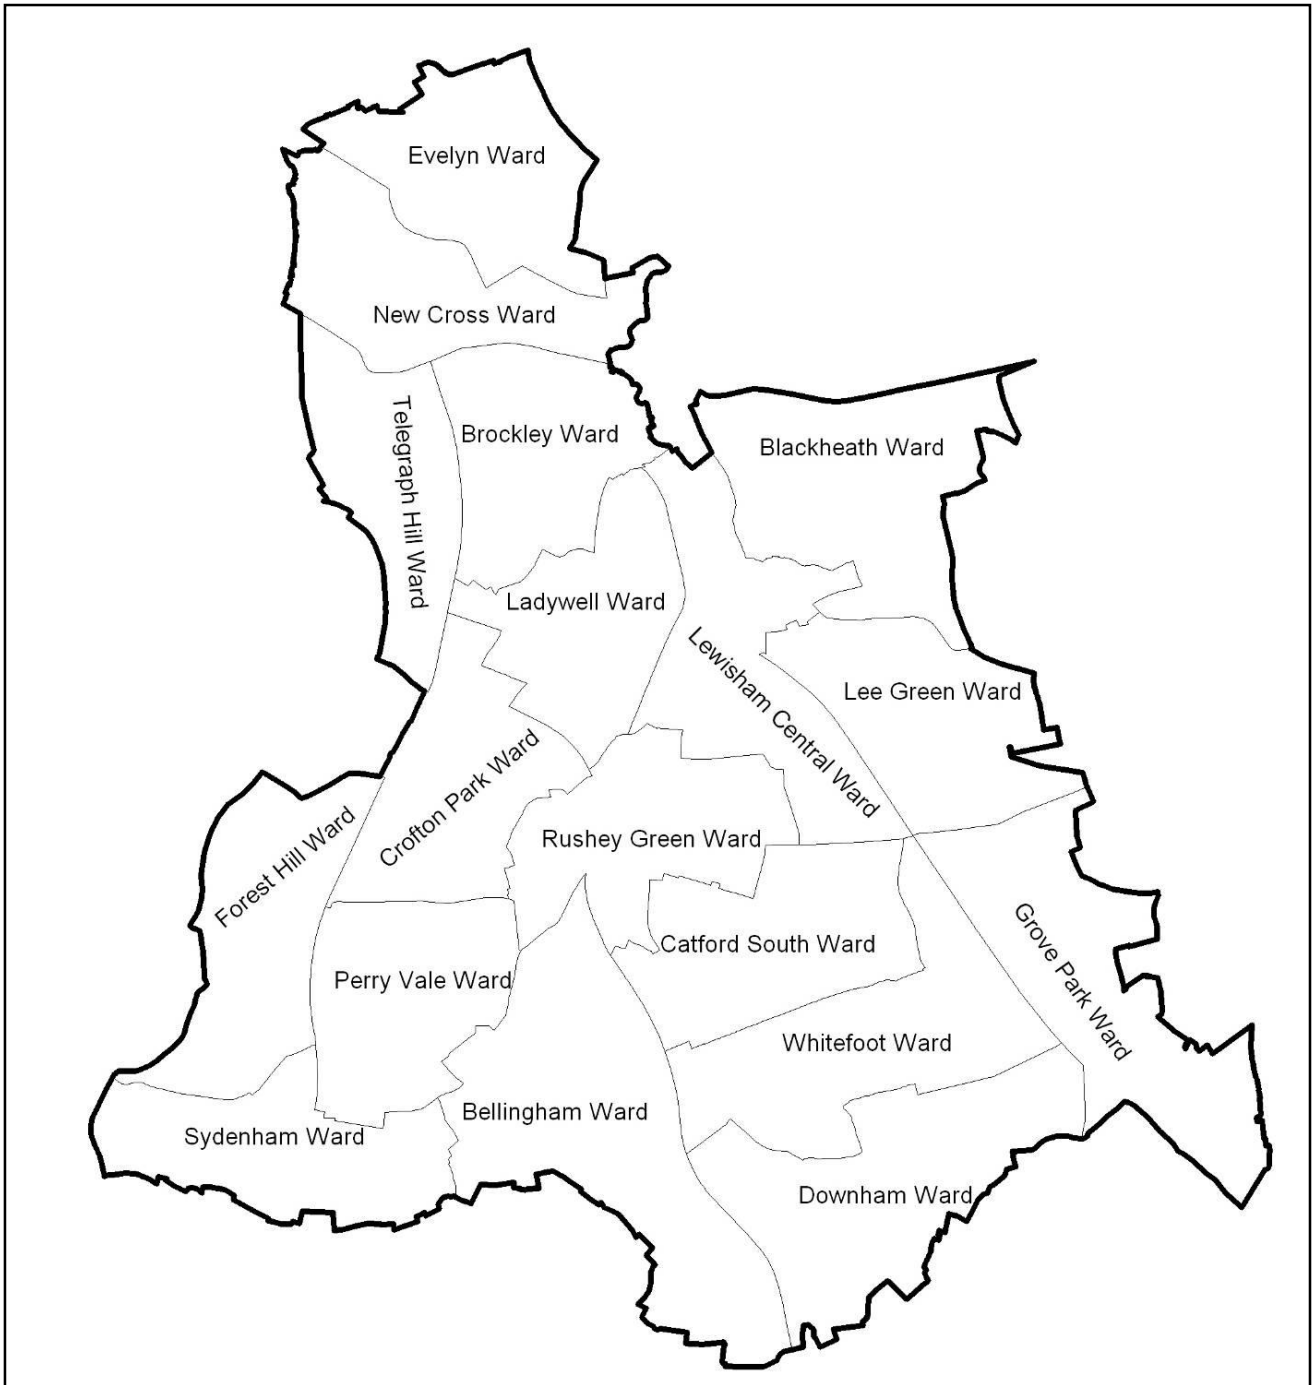 Evelyn Ward
New Cross Ward
Telegraph Hill Ward
Brockley Ward
Blackheath Ward
Ladywell Ward
Lewisham Central Ward
Lee Green Ward
Crofton Park Ward
Forest Hill Ward
Rushey Green Ward
Catford South Ward
Grove Park Ward
Perry Vale Ward
Whitefoot Ward
Bellingham Ward
Sydenham Ward
Downham Ward